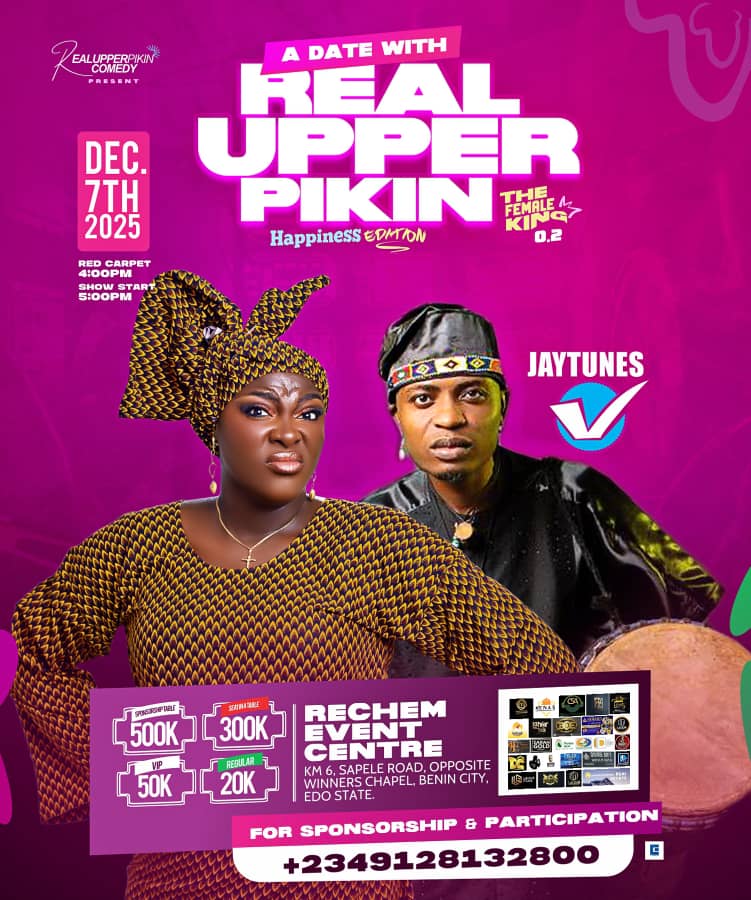 REALUPPERPIKIN
COMEDY
PRESENT
A DATE WITH
REAL
UPPER
PIKIN
Happiness EDITION
THE
FEMALE
KING
0.2
DEC.
7TH
2025
RED CARPET
4:00PM
SHOW START
5:00PM
JAYTUNES
SPONSORSHIP TABLE
500K
SEAT IN A TABLE
300K
VIP
50K
REGULAR
20K
RECHEM
EVENT
CENTRE
KM 6, SAPELE ROAD, OPPOSITE
WINNERS CHAPEL, BENIN CITY,
EDO STATE.
FOR SPONSORSHIP & PARTICIPATION
+2349128132800